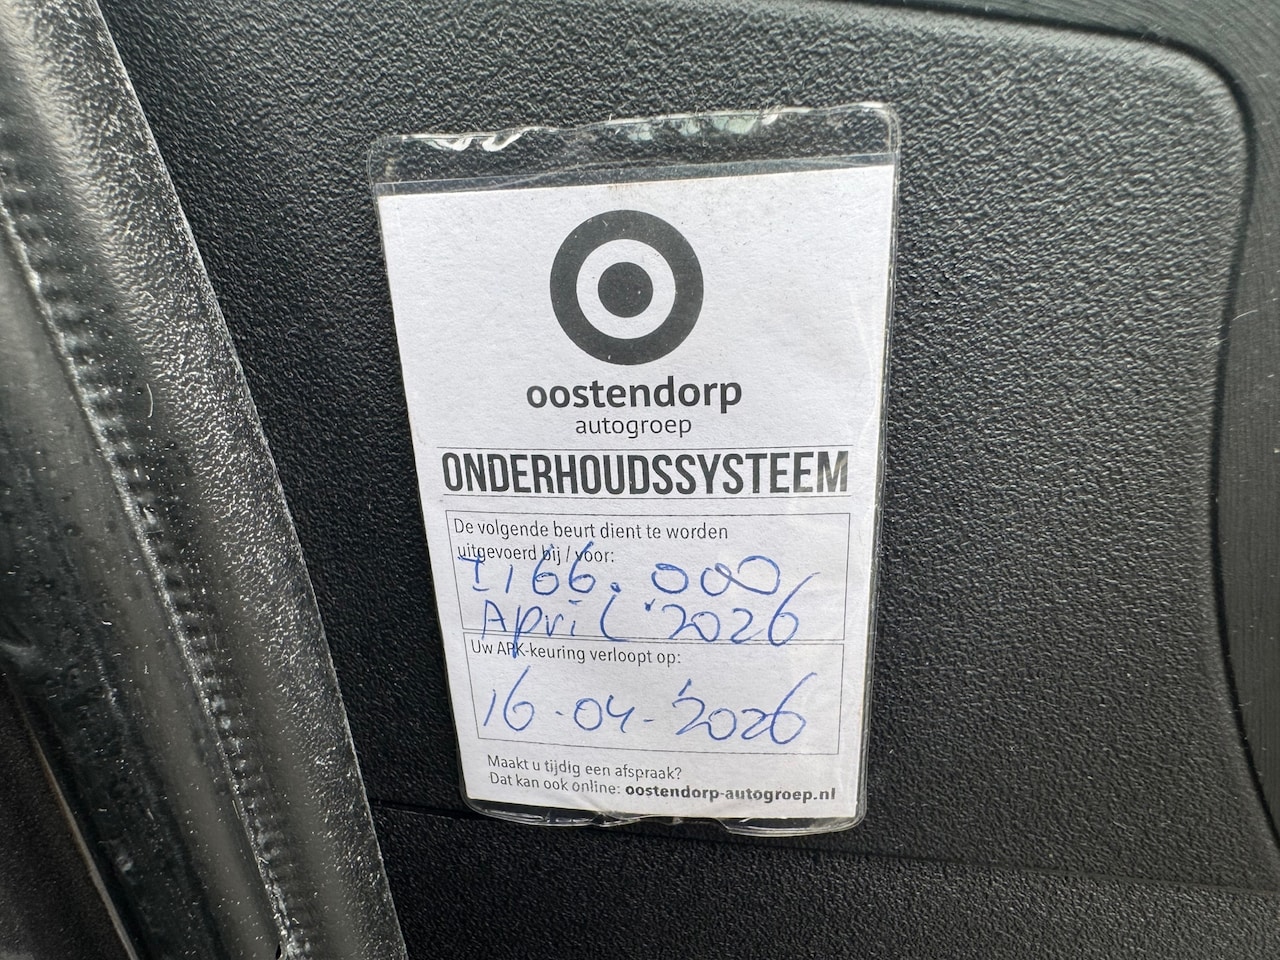 oostendorp
autogroep
ONDERHOUDSSYSTEEM
De volgende beurt dient te worden
uitgevoerd bij / voor:
±166.000
April '2026
Uw APK-keuring verloopt op:
16-04-'2026
Maakt u tijdig een afspraak?
Dat kan ook online: oostendorp-autogroep.nl